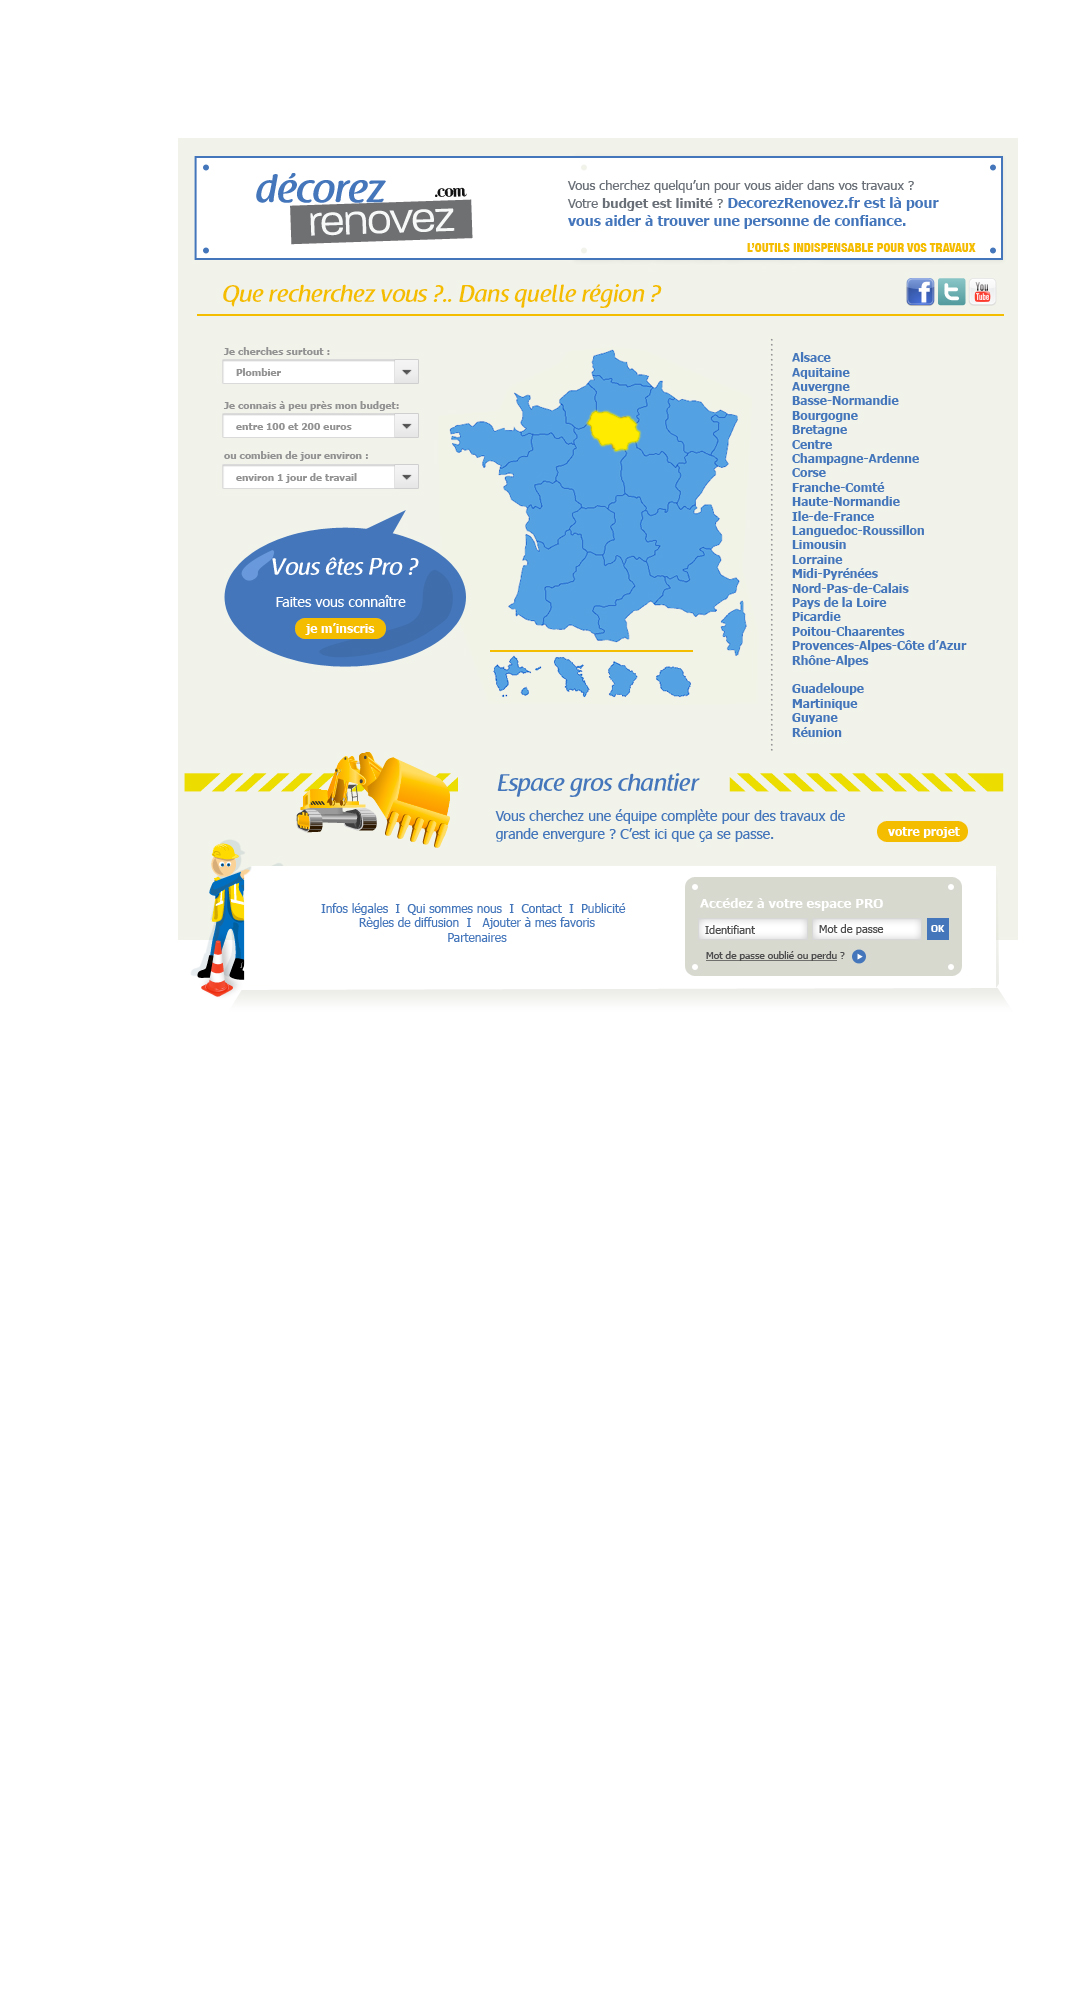 décorez
.com
renovez
Vous cherchez quelqu'un pour vous aider dans vos travaux ?
Votre budget est limité ? DecorezRenovez.fr est là pour
vous aider à trouver une personne de confiance.
L'OUTILS INDISPENSABLE POUR VOS TRAVAUX
Que recherchez vous ?.. Dans quelle région ?
f
t
You
Tube
Je cherches surtout :
Plombier
Je connais à peu près mon budget:
entre 100 et 200 euros
ou combien de jour environ :
environ 1 jour de travail
Vous êtes Pro ?
Faites vous connaître
je m'inscris
Alsace
Aquitaine
Auvergne
Basse-Normandie
Bourgogne
Bretagne
Centre
Champagne-Ardenne
Corse
Franche-Comté
Haute-Normandie
Ile-de-France
Languedoc-Roussillon
Limousin
Lorraine
Midi-Pyrénées
Nord-Pas-de-Calais
Pays de la Loire
Picardie
Poitou-Chaarentes
Provences-Alpes-Côte d'Azur
Rhône-Alpes
Guadeloupe
Martinique
Guyane
Réunion
Espace gros chantier
Vous cherchez une équipe complète pour des travaux de
grande envergure ? C'est ici que ça se passe.
votre projet
Infos légales I Qui sommes nous I Contact I Publicité
Règles de diffusion I Ajouter à mes favoris
Partenaires
Accédez à votre espace PRO
Identifiant
Mot de passe
OK
Mot de passe oublié ou perdu ?